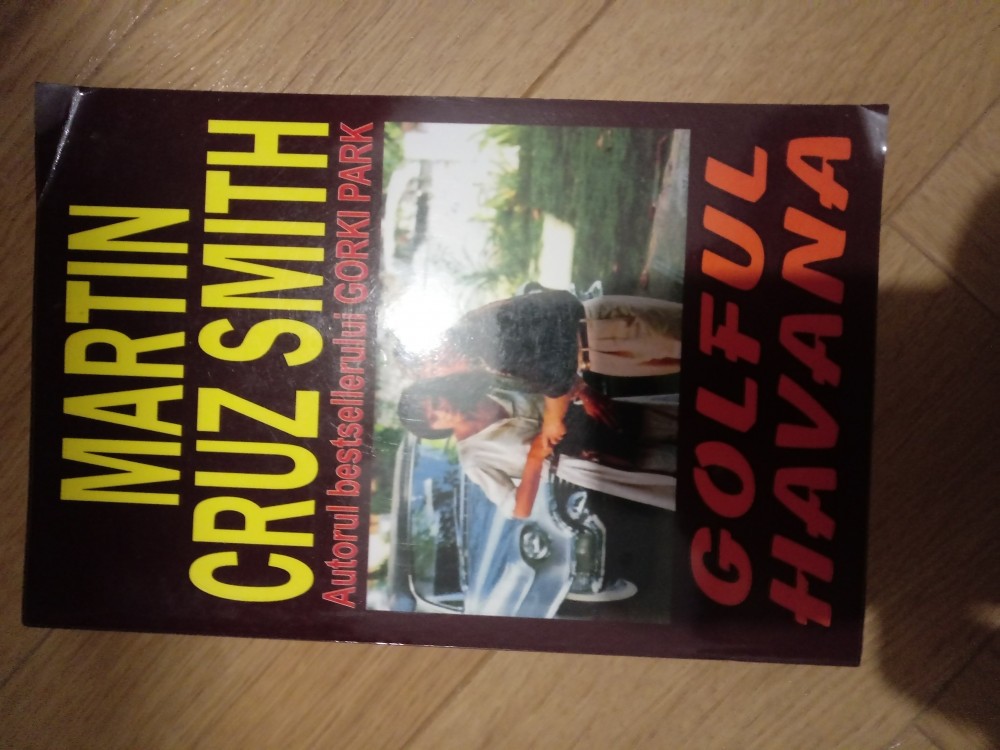 MARTIN
CRUZ SMITH
Autorul bestsellerului GORKI PARK
GOLFUL
HAVANA